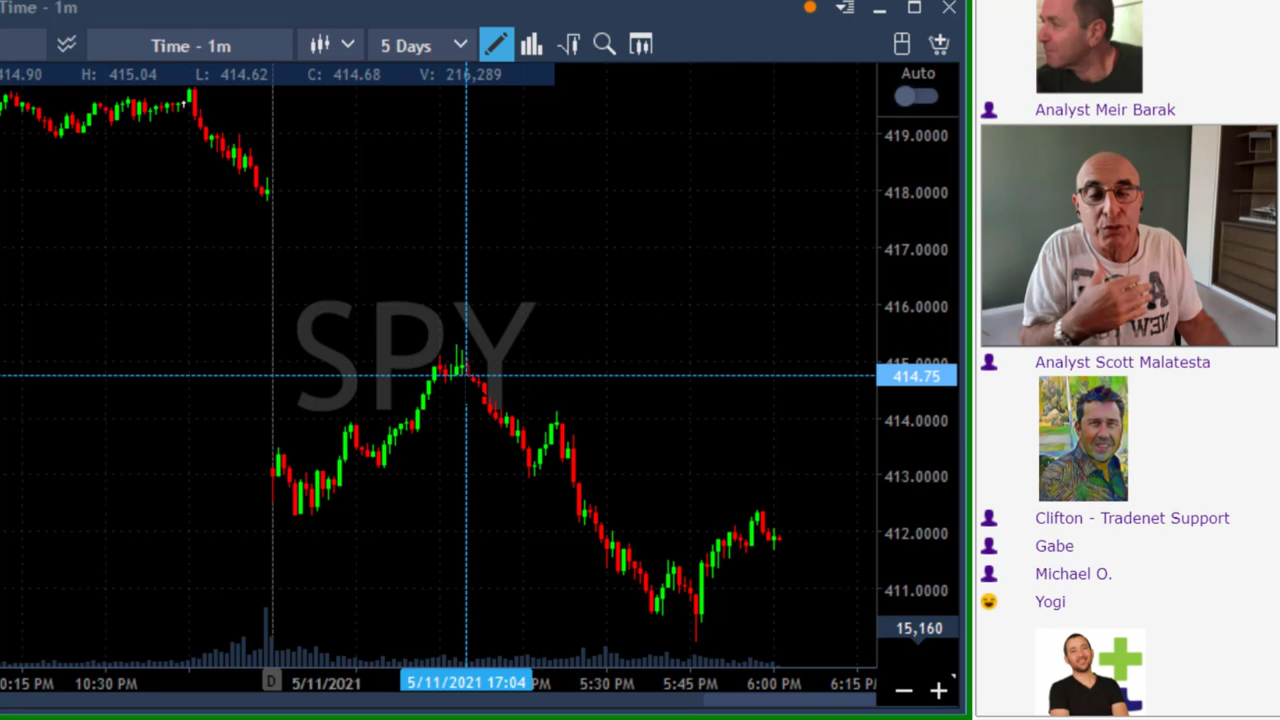 Time - 1m
Time - 1m
5 Days
414.90 H: 415.04 L: 414.62 C: 414.68 V: 216,289
Auto
419.0000
418.0000
417.0000
416.0000
415.0000
414.75
414.0000
413.0000
412.0000
411.0000
15,160
SPY
0:15 PM 10:30 PM D 5/11/2021 5/11/2021 17:04 PM 5:30 PM 5:45 PM 6:00 PM 6:15 P
Analyst Meir Barak
Analyst Scott Malatesta
Clifton - Tradenet Support
Gabe
Michael O.
Yogi